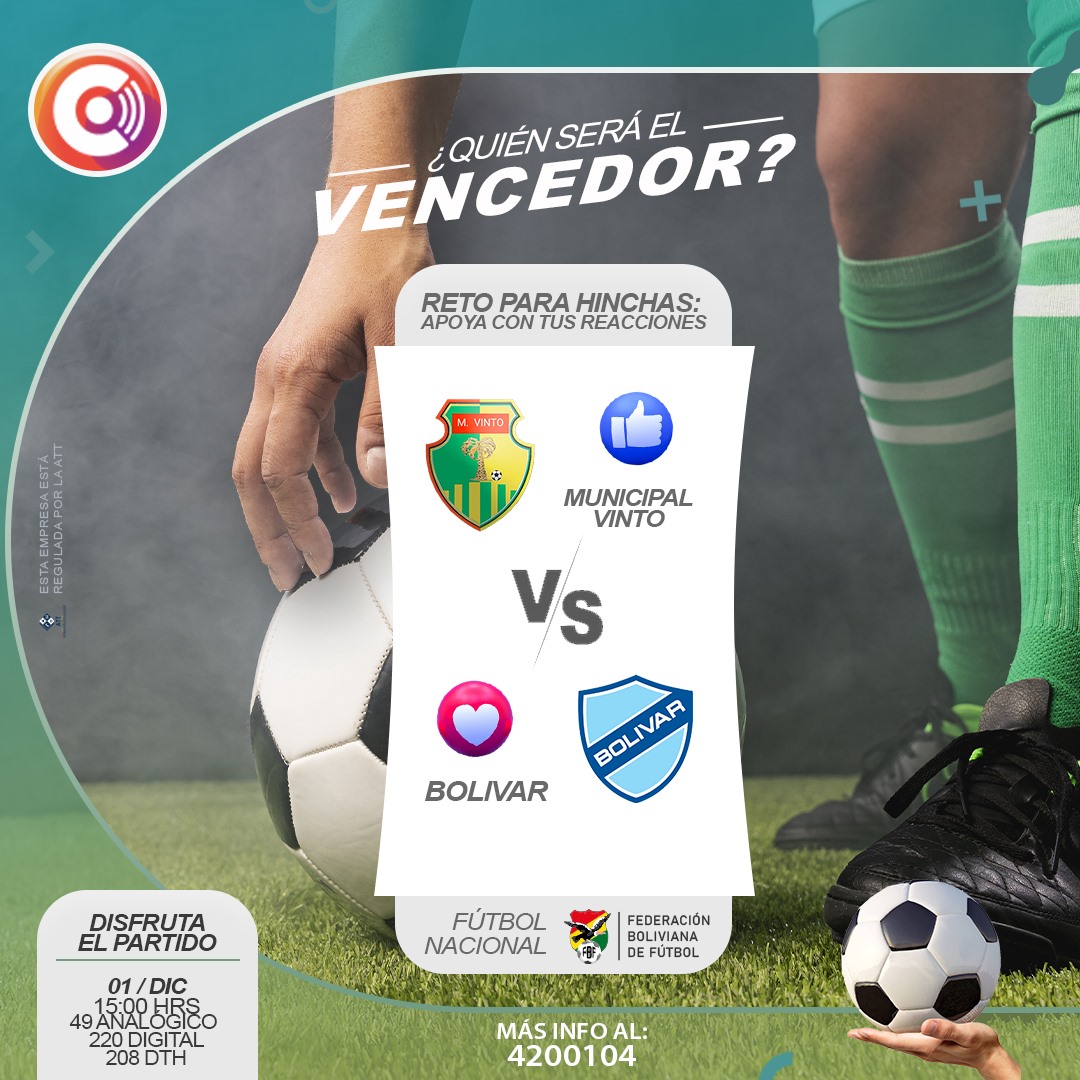 ¿QUIÉN SERÁ EL
VENCEDOR?
RETO PARA HINCHAS:
APOYA CON TUS REACCIONES
M. VINTO
MUNICIPAL
VINTO
VS
BOLIVAR
BOLIVAR
FÚTBOL
NACIONAL
FBF
FEDERACIÓN
BOLIVIANA
DE FÚTBOL
ESTA EMPRESA ESTÁ
REGULADA POR LA ATT
ATT
DISFRUTA
EL PARTIDO
01 / DIC
15:00 HRS
49 ANALÓGICO
220 DIGITAL
208 DTH
MÁS INFO AL:
4200104